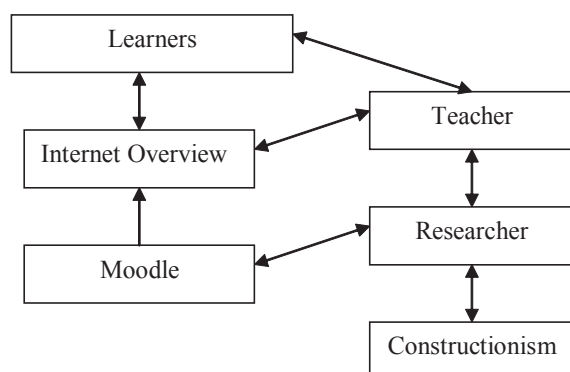 Learners
Teacher
Internet Overview
Researcher
Moodle
Constructionism